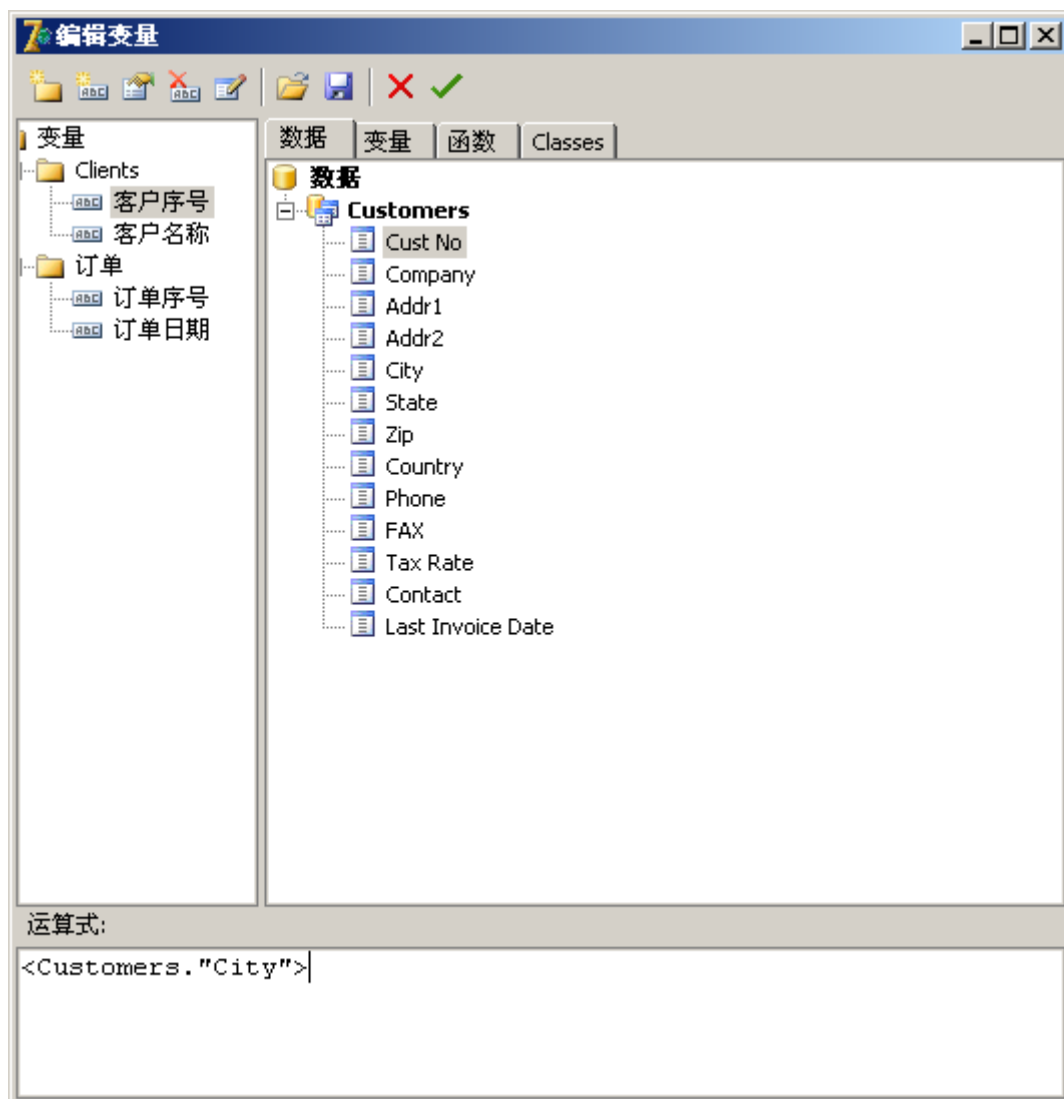 编辑变量
变量
Clients
客户序号
客户名称
订单
订单序号
订单日期
数据 变量 函数 Classes
数据
Customers
Cust No
Company
Addr1
Addr2
City
State
Zip
Country
Phone
FAX
Tax Rate
Contact
Last Invoice Date
运算式:
<Customers."City">